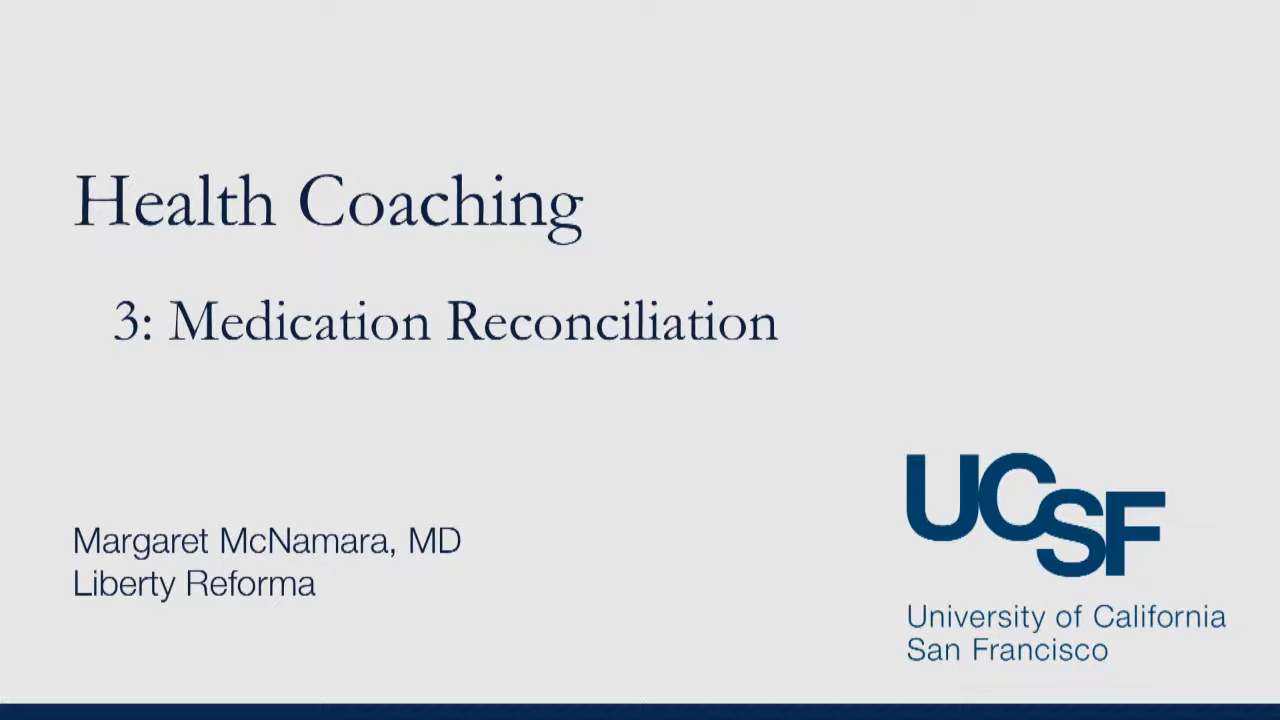 Health Coaching
3: Medication Reconciliation
Margaret McNamara, MD
Liberty Reforma
UCSF
University of California
San Francisco